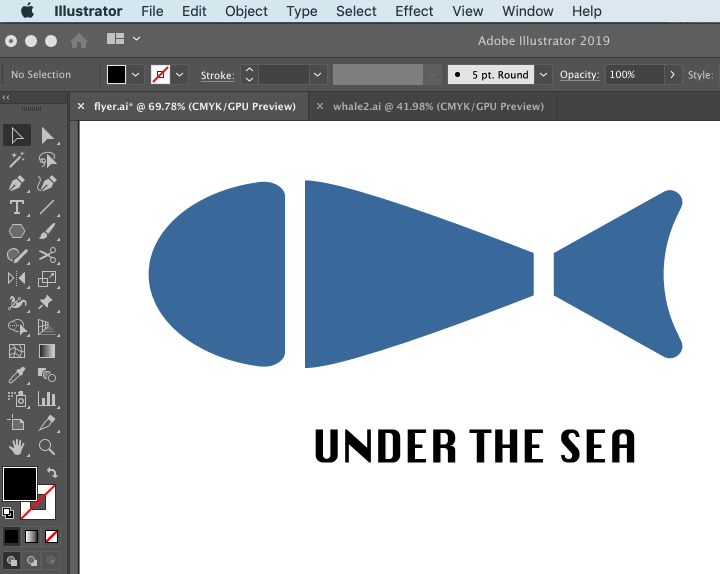 Illustrator File Edit Object Type Select Effect View Window Help
Adobe Illustrator 2019
No Selection Stroke: 5 pt. Round Opacity: 100% Style:
flyer.ai* @ 69.78% (CMYK/GPU Preview) whale2.ai @ 41.98% (CMYK/GPU Preview)
UNDER THE SEA